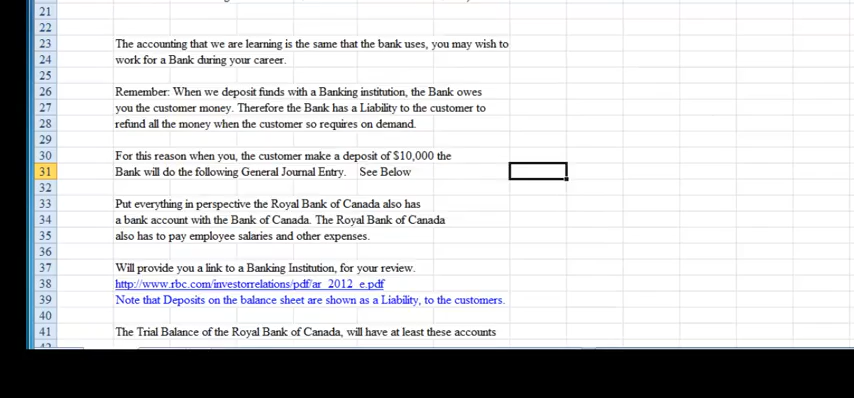 21
22
23 The accounting that we are learning is the same that the bank uses, you may wish to
24 work for a Bank during your career.
25
26 Remember: When we deposit funds with a Banking institution, the Bank owes
27 you the customer money. Therefore the Bank has a Liability to the customer to
28 refund all the money when the customer so requires on demand.
29
30 For this reason when you, the customer make a deposit of $10,000 the
31 Bank will do the following General Journal Entry. See Below
32
33 Put everything in perspective the Royal Bank of Canada also has
34 a bank account with the Bank of Canada. The Royal Bank of Canada
35 also has to pay employee salaries and other expenses.
36
37 Will provide you a link to a Banking Institution, for your review.
38 http://www.rbc.com/investorrelations/pdf/ar_2012_e.pdf
39 Note that Deposits on the balance sheet are shown as a Liability, to the customers.
40
41 The Trial Balance of the Royal Bank of Canada, will have at least these accounts